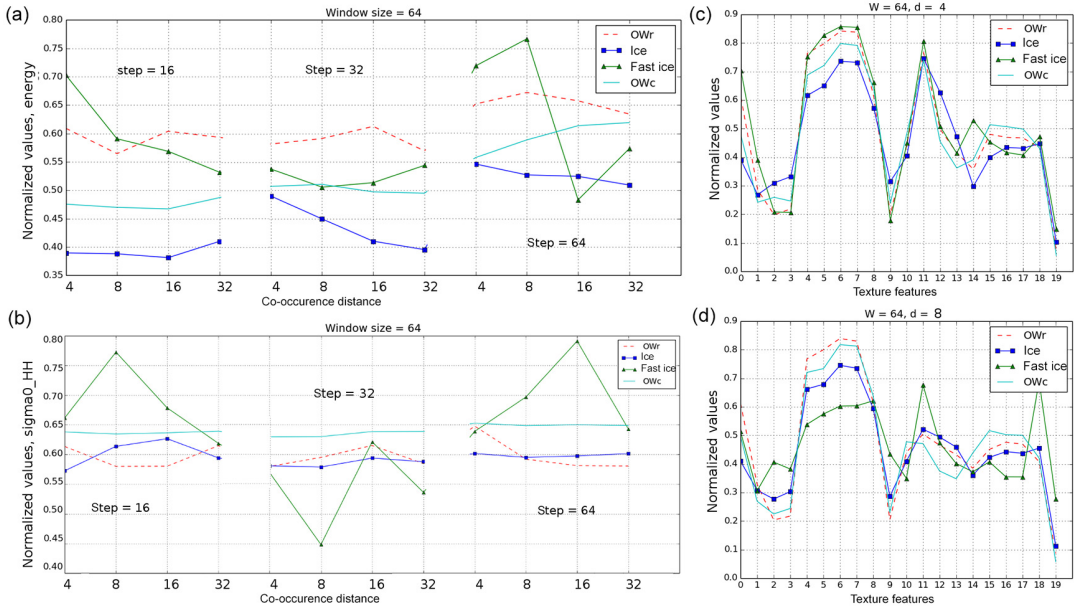 (a)
Window size = 64
0.80
0.75
0.70
0.65
0.60
0.55
0.50
0.45
0.40
0.35
Normalized values, energy
step = 16
Step = 32
Step = 64
OWr
Ice
Fast ice
OWc
4 8 16 32 4 8 16 32 4 8 16 32
Co-occurence distance
(b)
Window size = 64
0.80
0.75
0.70
0.65
0.60
0.55
0.50
0.45
0.40
Normalized values, sigma0_HH
Step = 16
Step = 32
Step = 64
OWr
Ice
Fast ice
OWc
4 8 16 32 4 8 16 32 4 8 16 32
Co-occurence distance
(c)
W = 64, d = 4
0.9
0.8
0.7
0.6
0.5
0.4
0.3
0.2
0.1
0.0
Normalized values
OWr
Ice
Fast ice
OWc
0 1 2 3 4 5 6 7 8 9 10 11 12 13 14 15 16 17 18 19
Texture features
(d)
W = 64, d = 8
0.9
0.8
0.7
0.6
0.5
0.4
0.3
0.2
0.1
0.0
Normalized values
OWr
Ice
Fast ice
OWc
0 1 2 3 4 5 6 7 8 9 10 11 12 13 14 15 16 17 18 19
Texture features